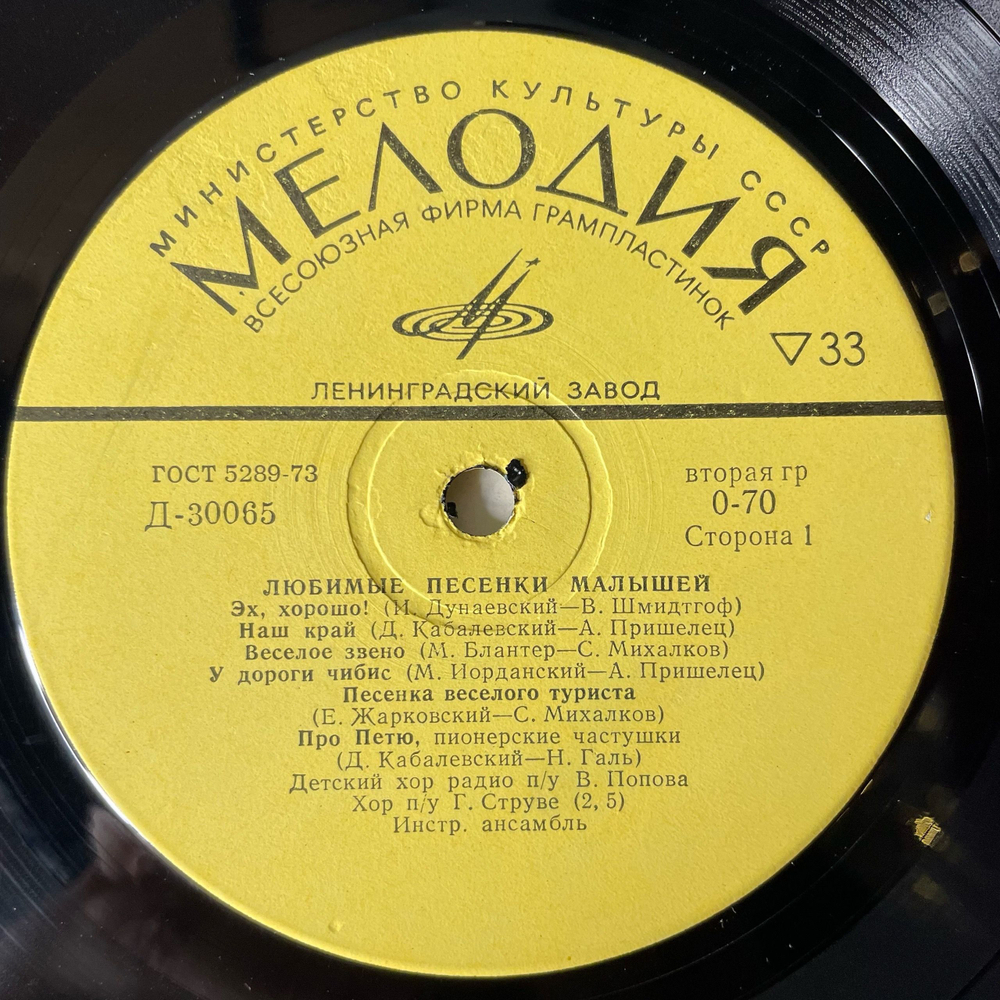 МИНИСТЕРСТВО КУЛЬТУРЫ СССР
МЕЛОДИЯ
ВСЕСОЮЗНАЯ ФИРМА ГРАМПЛАСТИНОК
33
ЛЕНИНГРАДСКИЙ ЗАВОД
ГОСТ 5289-73
Д-30065
вторая гр
0-70
Сторона 1
ЛЮБИМЫЕ ПЕСЕНКИ МАЛЫШЕЙ
Эх, хорошо! (И. Дунаевский—В. Шмидтгоф)
Наш край (Д. Кабалевский—А. Пришелец)
Веселое звено (М. Блантер—С. Михалков)
У дороги чибис (М. Иорданский—А. Пришелец)
Песенка веселого туриста
(Е. Жарковский—С. Михалков)
Про Петю, пионерские частушки
(Д. Кабалевский—Н. Галь)
Детский хор радио п/у В. Попова
Хор п/у Г. Струве (2, 5)
Инстр. ансамбль